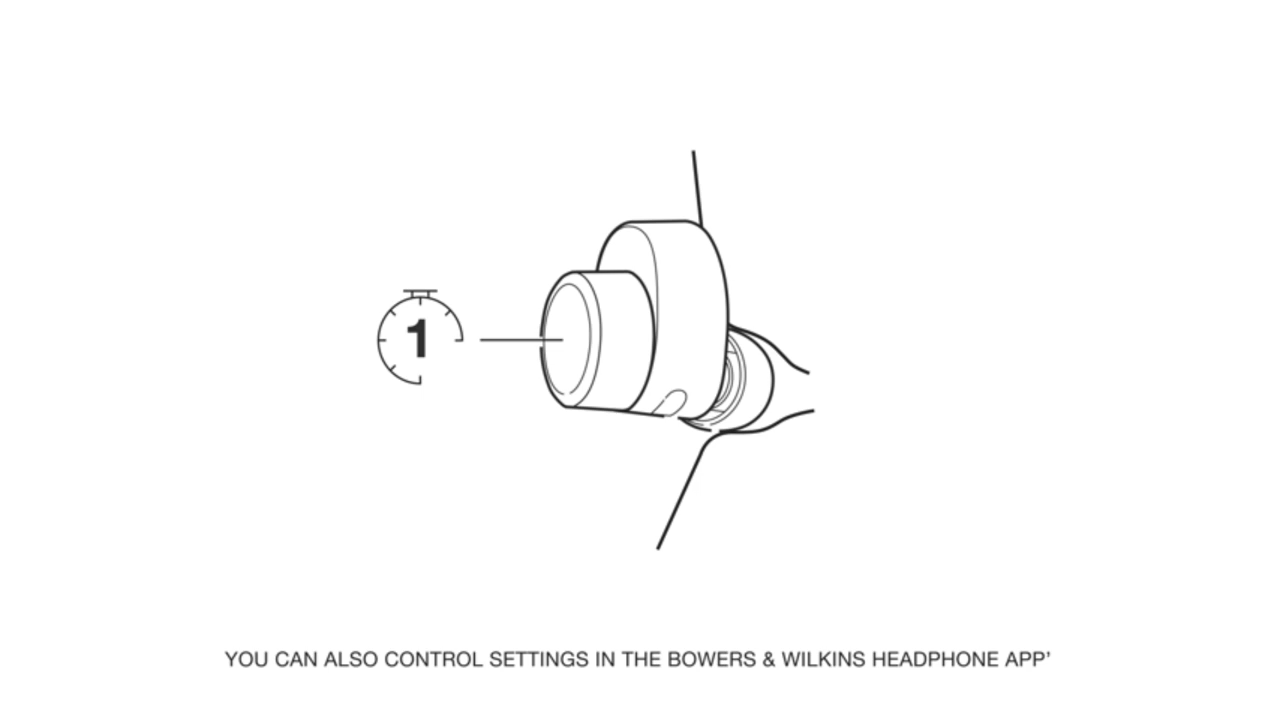 1
YOU CAN ALSO CONTROL SETTINGS IN THE BOWERS & WILKINS HEADPHONE APP’